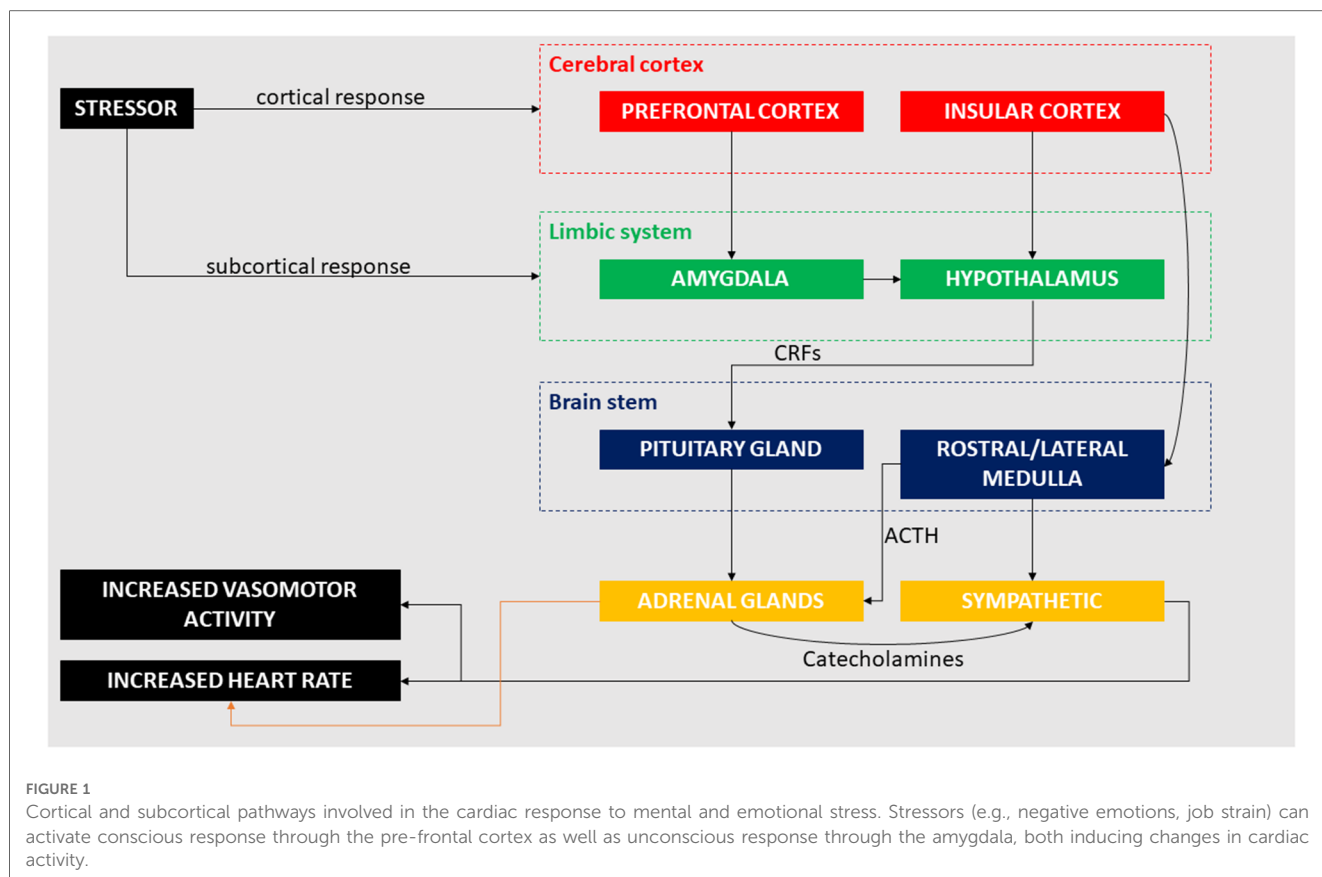 Cerebral cortex
STRESSOR
cortical response
PREFRONTAL CORTEX
INSULAR CORTEX
Limbic system
subcortical response
AMYGDALA
HYPOTHALAMUS
CRFs
Brain stem
PITUITARY GLAND
ROSTRAL/LATERAL
MEDULLA
ACTH
INCREASED VASOMOTOR
ACTIVITY
ADRENAL GLANDS
SYMPATHETIC
Catecholamines
INCREASED HEART RATE
FIGURE 1
Cortical and subcortical pathways involved in the cardiac response to mental and emotional stress. Stressors (e.g., negative emotions, job strain) can
activate conscious response through the pre-frontal cortex as well as unconscious response through the amygdala, both inducing changes in cardiac
activity.